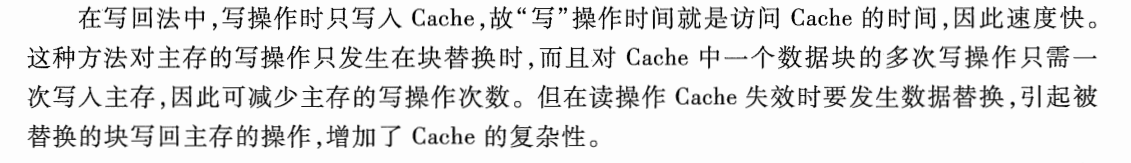 在写回法中,写操作时只写入 Cache,故“写”操作时间就是访问 Cache 的时间,因此速度快。
这种方法对主存的写操作只发生在块替换时,而且对 Cache 中一个数据块的多次写操作只需一
次写入主存,因此可减少主存的写操作次数。但在读操作 Cache 失效时要发生数据替换,引起被
替换的块写回主存的操作,增加了 Cache 的复杂性。